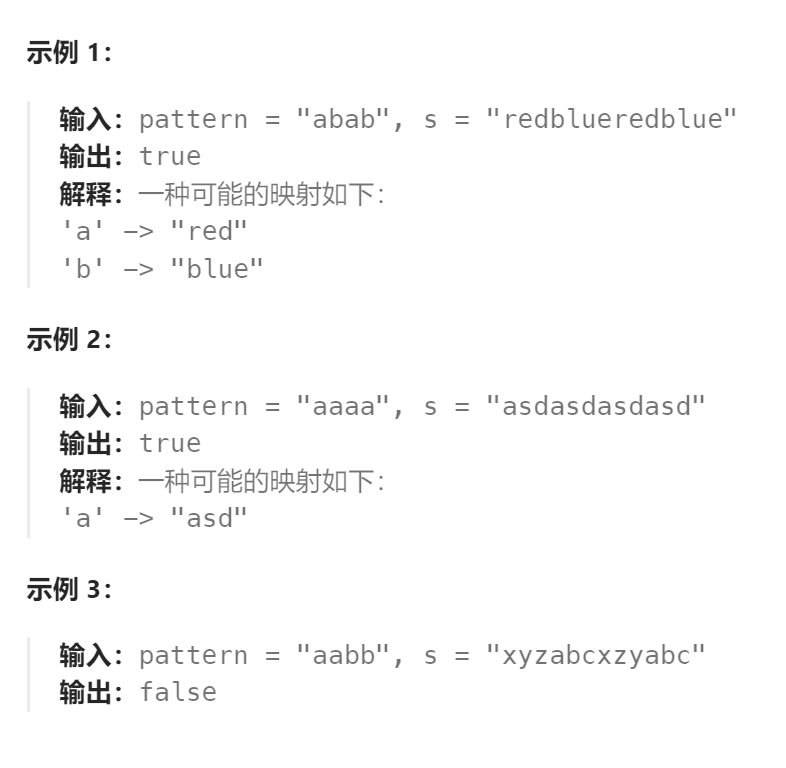 示例 1：
输入：pattern = "abab", s = "redblueredblue"
输出：true
解释：一种可能的映射如下：
'a' -> "red"
'b' -> "blue"
示例 2：
输入：pattern = "aaaa", s = "asdasdasdasd"
输出：true
解释：一种可能的映射如下：
'a' -> "asd"
示例 3：
输入：pattern = "aabb", s = "xyzabcxzyabc"
输出：false